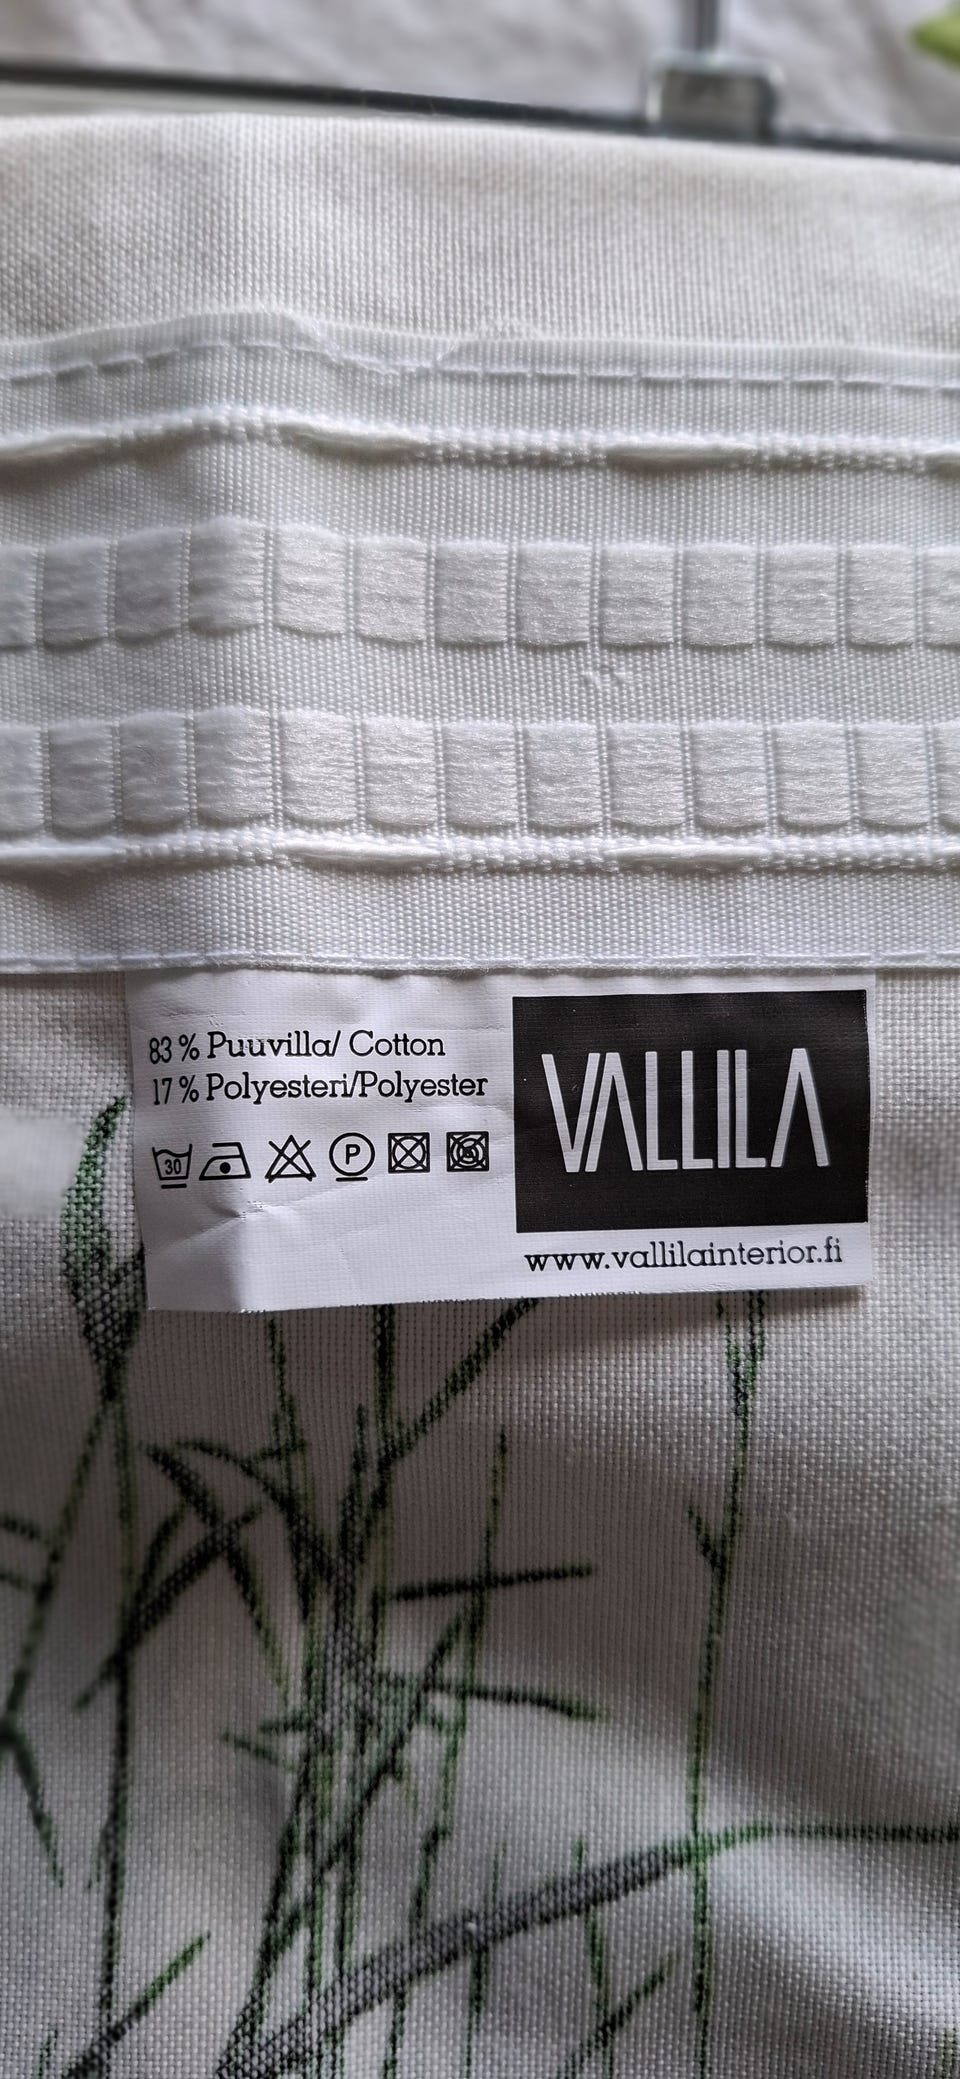 83 % Puuvilla/ Cotton
17 % Polyesteri/Polyester
30 P
VALLILA
www.vallilainterior.fi